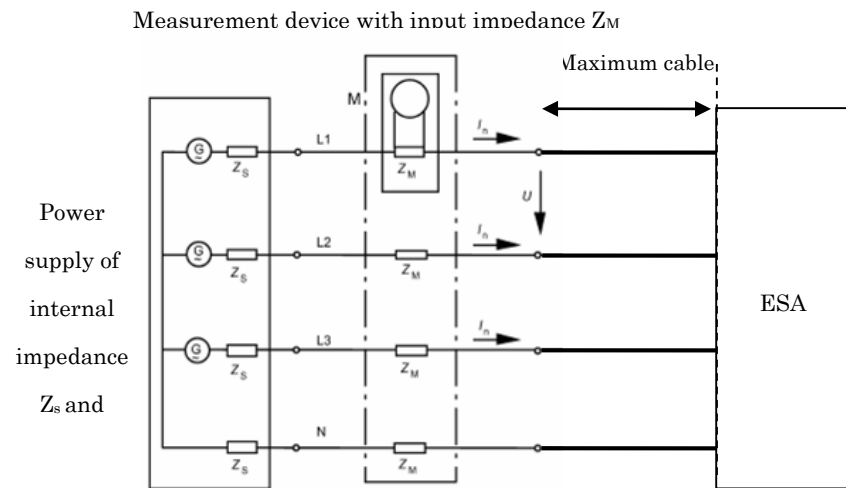 Measurement device with input impedance ZM
Maximum cable
M
G
ZS
L1
ZM
In
U
Power
supply of
internal
impedance
Zs and
G
ZS
L2
ZM
In
G
ZS
L3
ZM
In
ZS
N
ZM
ESA